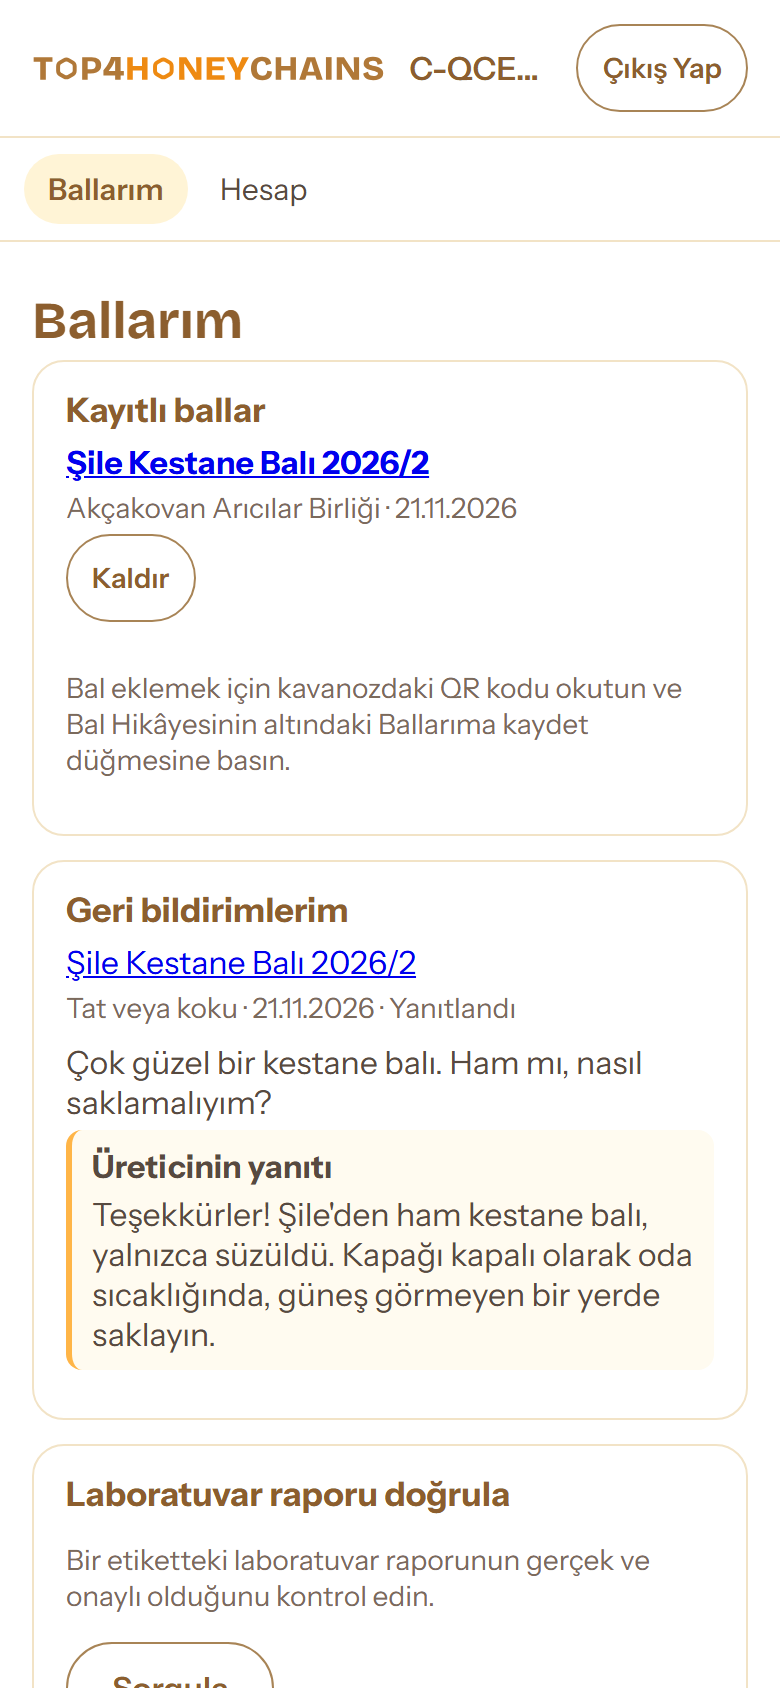 TOP4HONEYCHAINS C-QCE... Çıkış Yap
Ballarım Hesap
Ballarım
Kayıtlı ballar
Şile Kestane Balı 2026/2
Akçakovan Arıcılar Birliği · 21.11.2026
Kaldır
Bal eklemek için kavanozdaki QR kodu okutun ve
Bal Hikâyesinin altındaki Ballarıma kaydet
düğmesine basın.
Geri bildirimlerim
Şile Kestane Balı 2026/2
Tat veya koku · 21.11.2026 · Yanıtlandı
Çok güzel bir kestane balı. Ham mı, nasıl
saklamalıyım?
Üreticinin yanıtı
Teşekkürler! Şile'den ham kestane balı,
yalnızca süzüldü. Kapağı kapalı olarak oda
sıcaklığında, güneş görmeyen bir yerde
saklayın.
Laboratuvar raporu doğrula
Bir etiketteki laboratuvar raporunun gerçek ve
onaylı olduğunu kontrol edin.
Sorgula